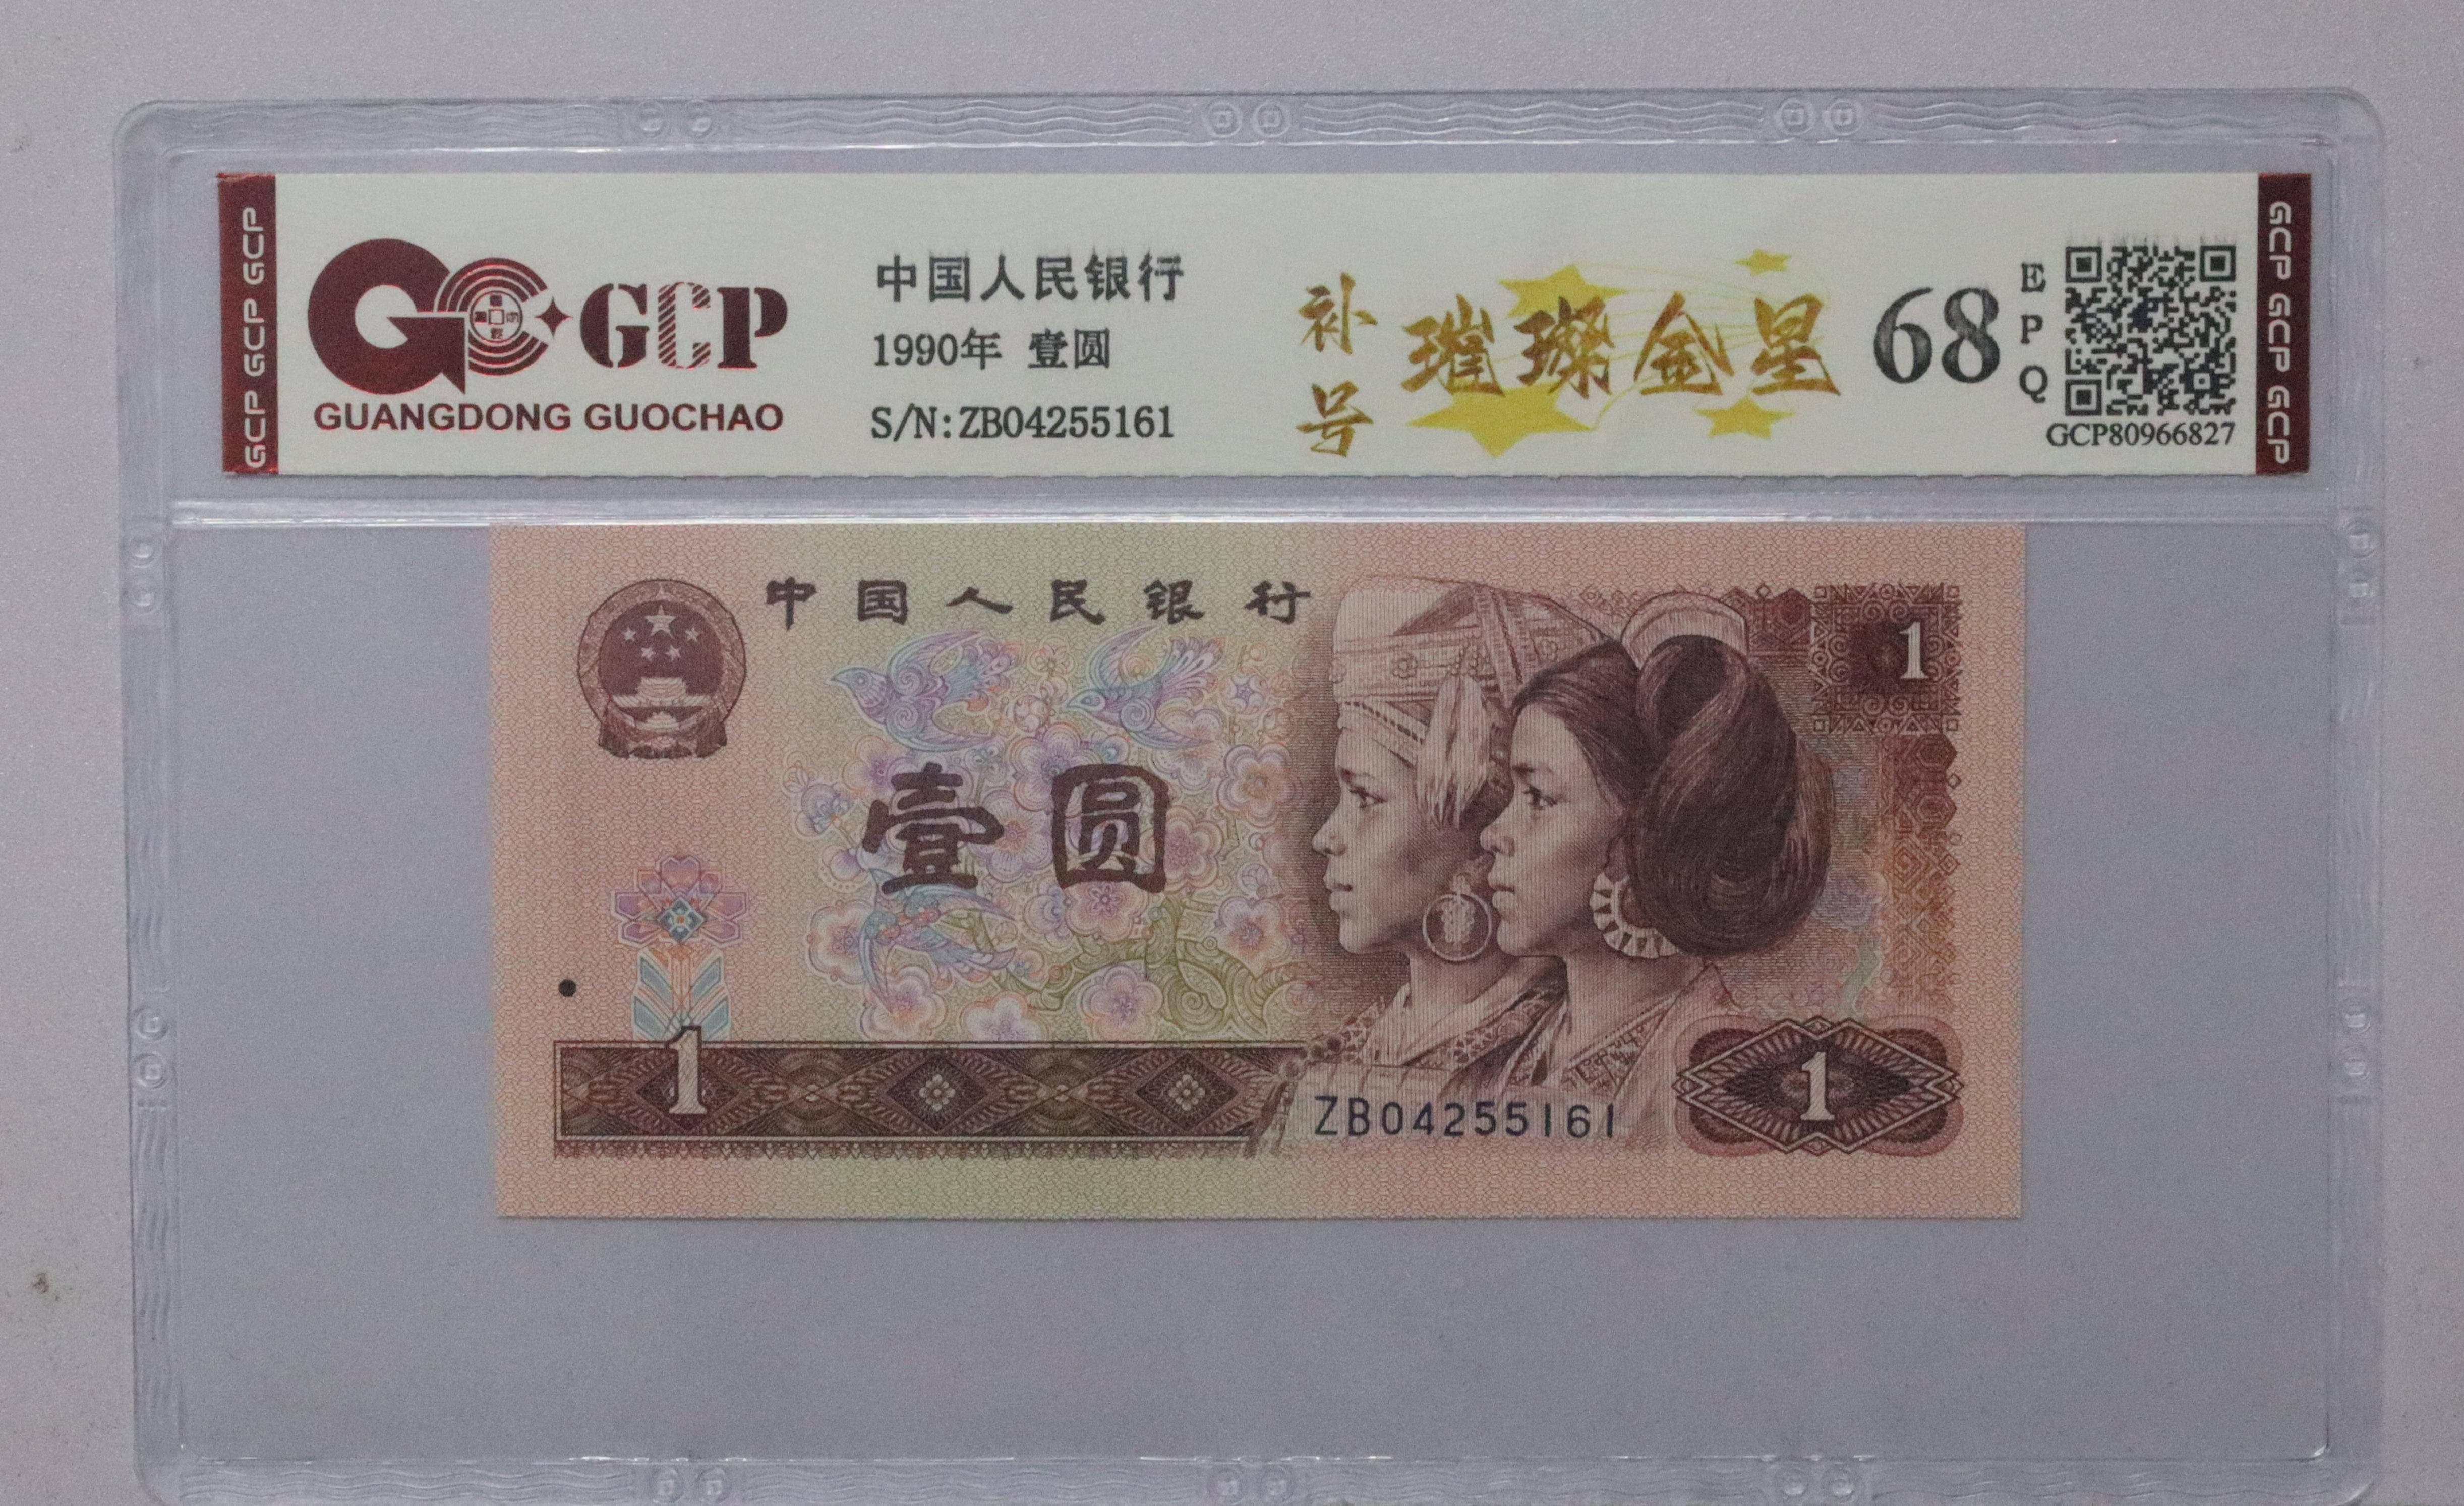 GCP GCP GCP
GCP
GUANGDONG GUOCHAO
中国人民银行
1990年 壹圆
S/N:ZB04255161
补号
璀璨金星
68
EPQ
GCP80966827
GCP GCP GCP
中国人民银行
1
壹圆
1
ZB04255161
1